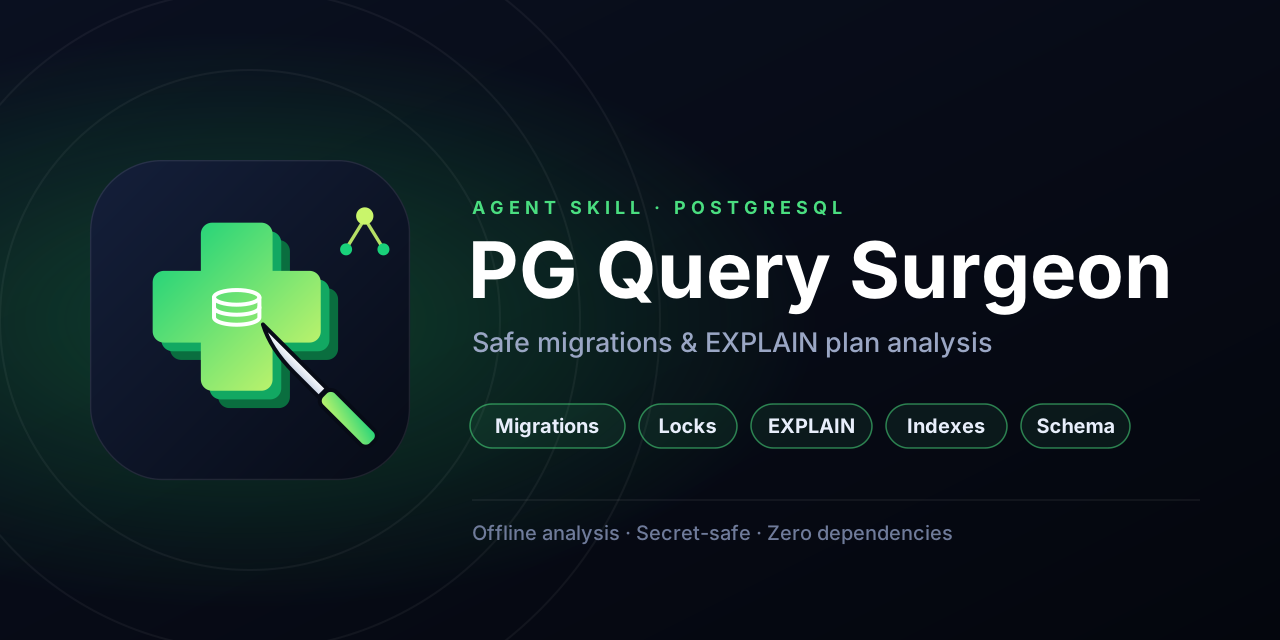 AGENT SKILL · POSTGRESQL
PG Query Surgeon
Safe migrations & EXPLAIN plan analysis
Migrations Locks EXPLAIN Indexes Schema
Offline analysis · Secret-safe · Zero dependencies